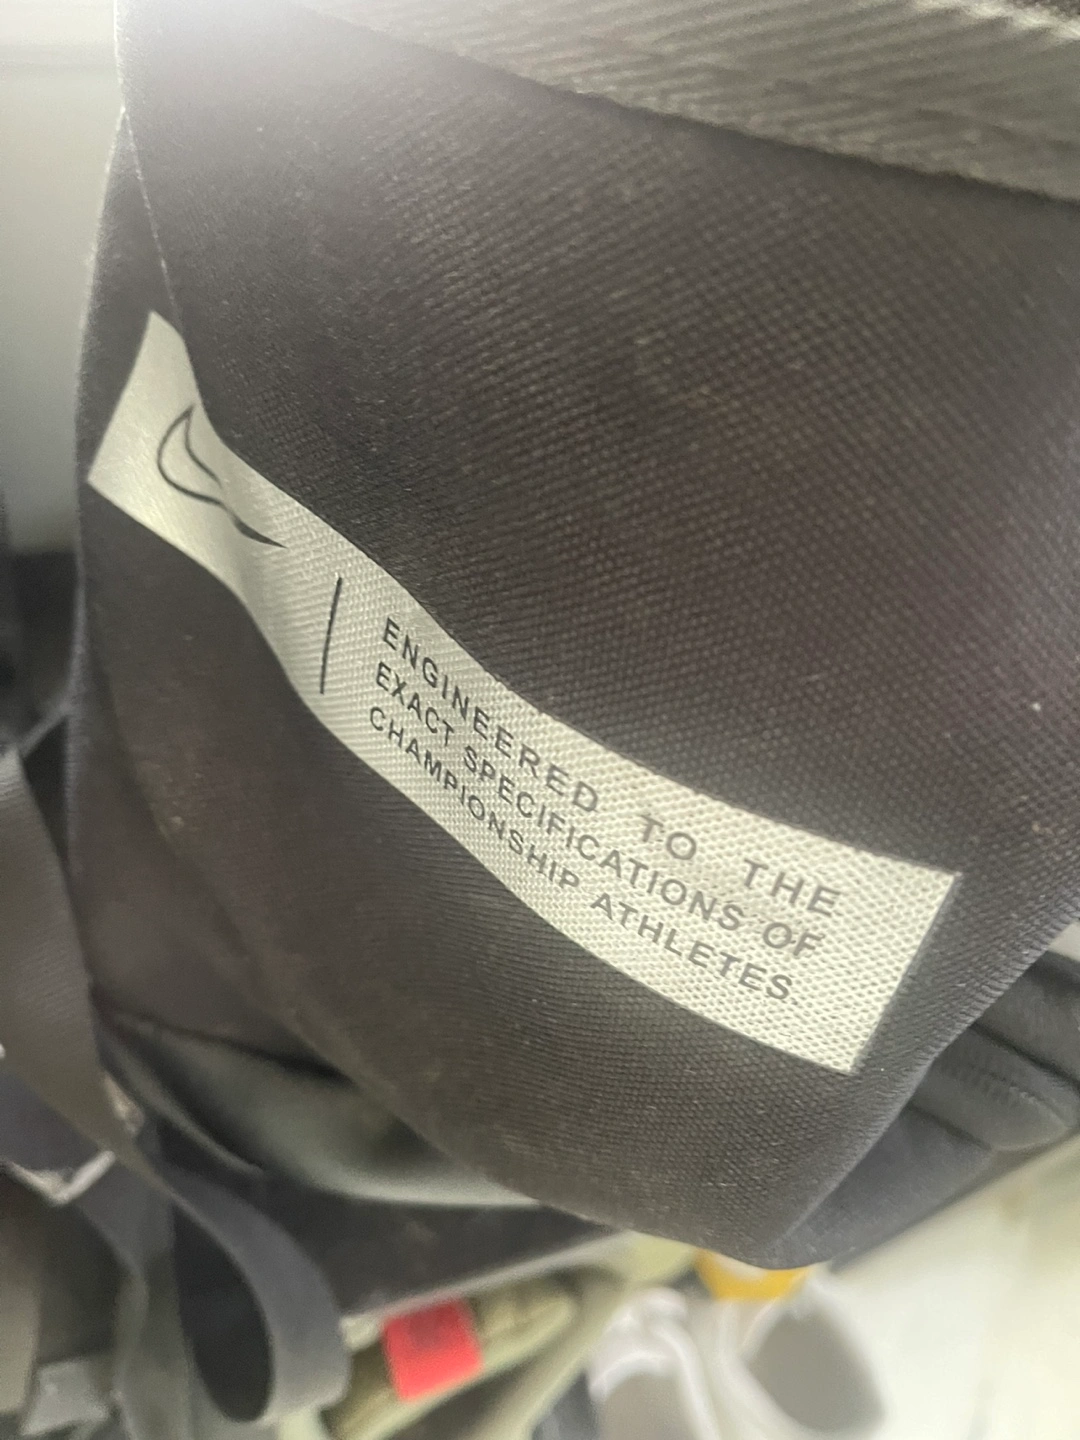 ENGINEERED TO THE
EXACT SPECIFICATIONS OF
CHAMPIONSHIP ATHLETES